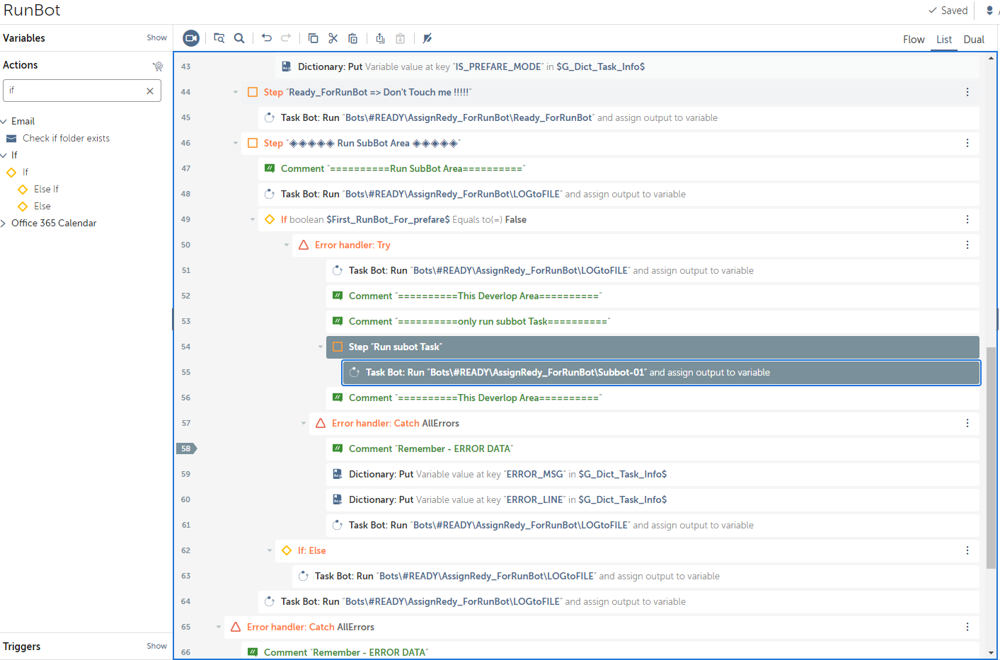 RunBot
Saved
Variables
Show
Flow
List
Dual
Actions
if
Email
Check if folder exists
If
If
Else If
Else
Office 365 Calendar
Triggers
Show
43 Dictionary: Put Variable value at key "IS_PREFARE_MODE" in $G_Dict_Task_Info$
44 Step "Ready_ForRunBot => Don't Touch me !!!!!"
45 Task Bot: Run "Bots\#READY\AssignRedy_ForRunBot\Ready_ForRunBot" and assign output to variable
46 Step "◈◈◈◈◈ Run SubBot Area ◈◈◈◈◈"
47 Comment "==========Run SubBot Area=========="
48 Task Bot: Run "Bots\#READY\AssignRedy_ForRunBot\LOGtoFILE" and assign output to variable
49 If boolean $First_RunBot_For_prefare$ Equals to(=) False
50 Error handler: Try
51 Task Bot: Run "Bots\#READY\AssignRedy_ForRunBot\LOGtoFILE" and assign output to variable
52 Comment "==========This Deverlop Area=========="
53 Comment "==========only run subbot Task=========="
54 Step "Run subot Task"
55 Task Bot: Run "Bots\#READY\AssignRedy_ForRunBot\Subbot-01" and assign output to variable
56 Comment "==========This Deverlop Area=========="
57 Error handler: Catch AllErrors
58 Comment "Remember - ERROR DATA"
59 Dictionary: Put Variable value at key "ERROR_MSG" in $G_Dict_Task_Info$
60 Dictionary: Put Variable value at key "ERROR_LINE" in $G_Dict_Task_Info$
61 Task Bot: Run "Bots\#READY\AssignRedy_ForRunBot\LOGtoFILE" and assign output to variable
62 If: Else
63 Task Bot: Run "Bots\#READY\AssignRedy_ForRunBot\LOGtoFILE" and assign output to variable
64 Task Bot: Run "Bots\#READY\AssignRedy_ForRunBot\LOGtoFILE" and assign output to variable
65 Error handler: Catch AllErrors
66 Comment "Remember - ERROR DATA"